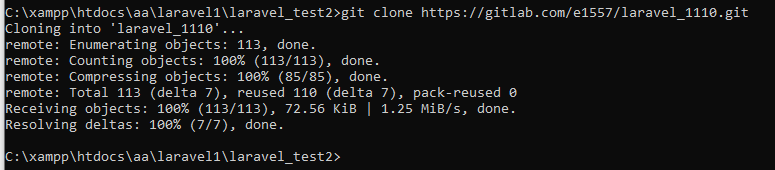 C:\xampp\htdocs\aa\laravel1\laravel_test2>git clone https://gitlab.com/e1557/laravel_1110.git
Cloning into 'laravel_1110'...
remote: Enumerating objects: 113, done.
remote: Counting objects: 100% (113/113), done.
remote: Compressing objects: 100% (85/85), done.
remote: Total 113 (delta 7), reused 110 (delta 7), pack-reused 0
Receiving objects: 100% (113/113), 72.56 KiB | 1.25 MiB/s, done.
Resolving deltas: 100% (7/7), done.
C:\xampp\htdocs\aa\laravel1\laravel_test2>